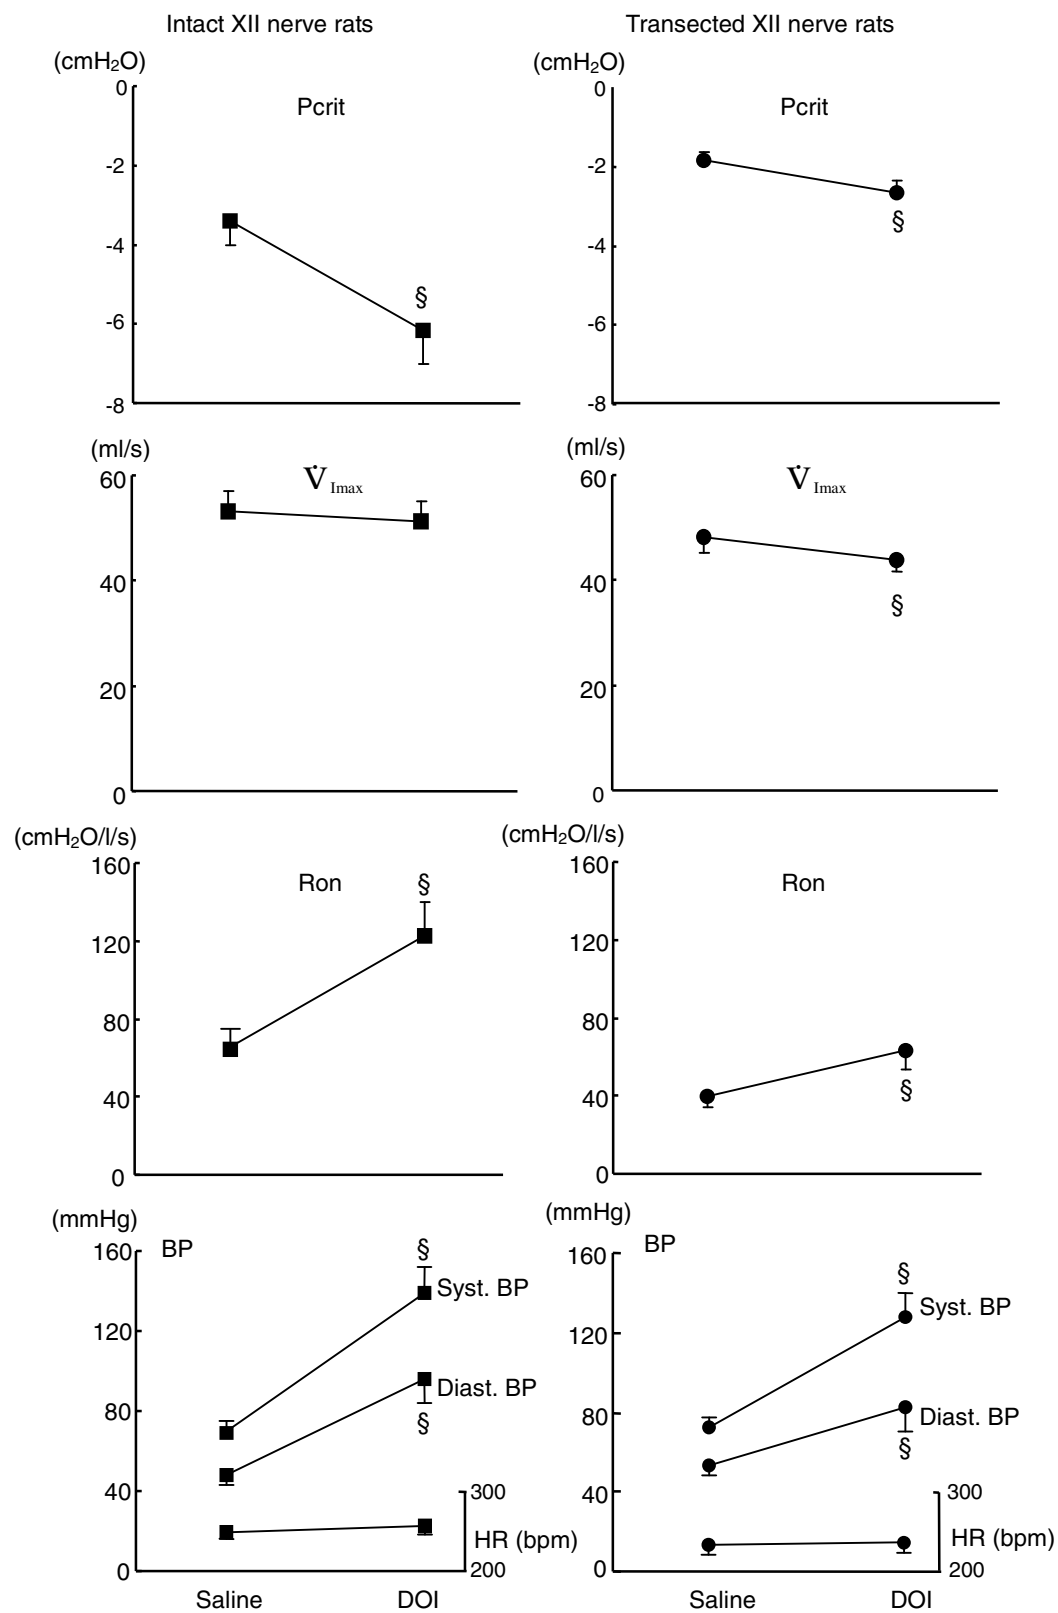 Intact XII nerve rats
Transected XII nerve rats
(cmH2O)
(cmH2O)
0
Pcrit
-2
-4
§
-6
-8
0
Pcrit
-2
§
-4
-6
-8
(ml/s)
(ml/s)
60
V̇Imax
40
20
0
60
V̇Imax
40
§
20
0
(cmH2O/l/s)
(cmH2O/l/s)
160
Ron
§
120
80
40
0
160
Ron
120
80
40
§
0
(mmHg)
(mmHg)
160
BP
§
Syst. BP
120
Diast. BP
80
§
40
300
HR (bpm)
0
200
Saline
DOI
160
BP
§
Syst. BP
120
80
Diast. BP
§
40
300
HR (bpm)
0
200
Saline
DOI